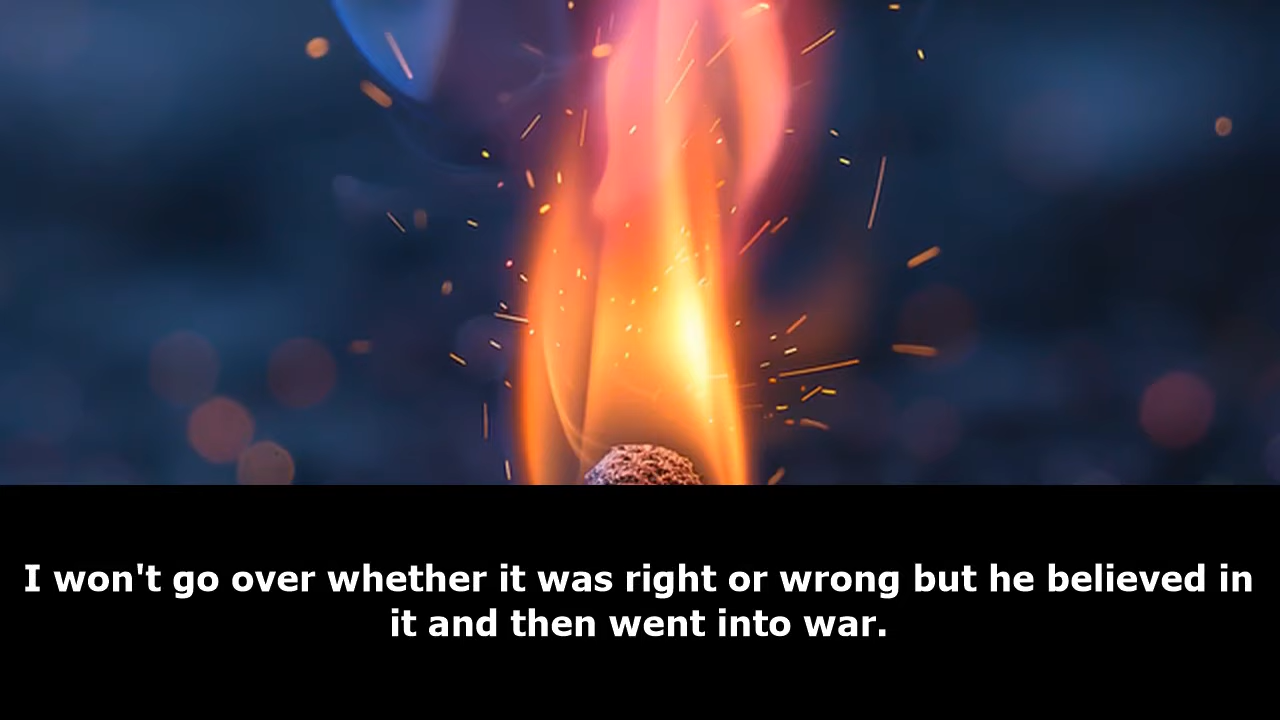 I won't go over whether it was right or wrong but he believed in
it and then went into war.